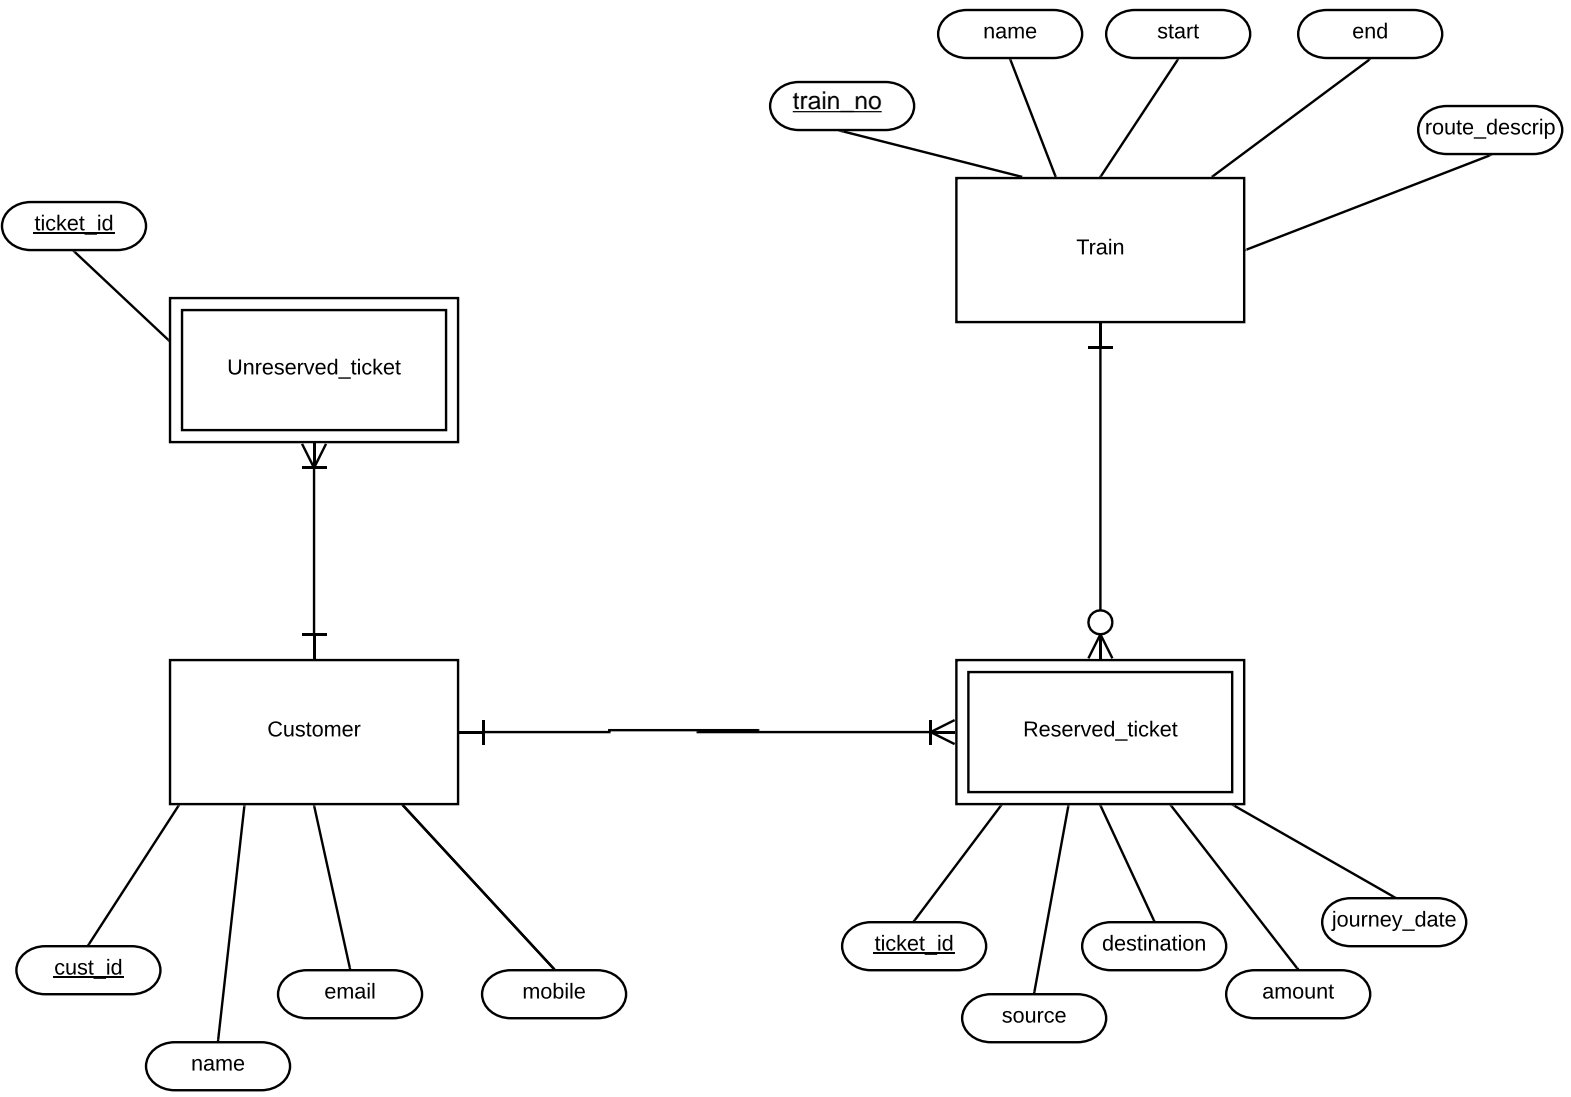 name
start
end
train_no
route_descrip
ticket_id
Train
Unreserved_ticket
Customer
Reserved_ticket
cust_id
name
email
mobile
ticket_id
source
destination
amount
journey_date